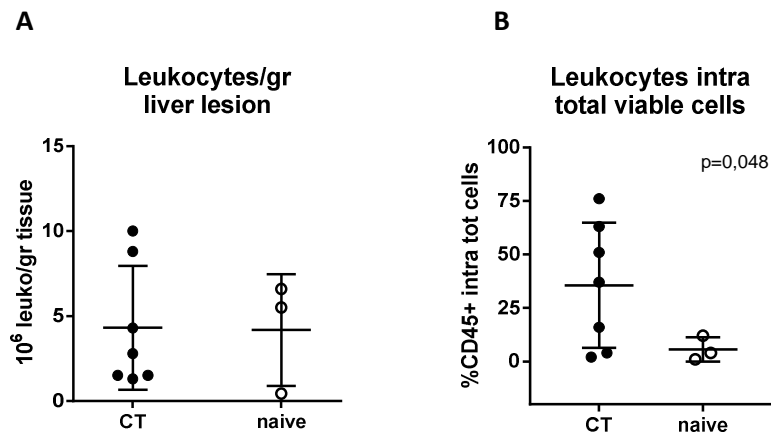 A
Leukocytes/gr
liver lesion
15
10
5
0
10⁶ leuko/gr tissue
CT
naive
B
Leukocytes intra
total viable cells
100
75
50
25
0
%CD45+ intra tot cells
p=0,048
CT
naive